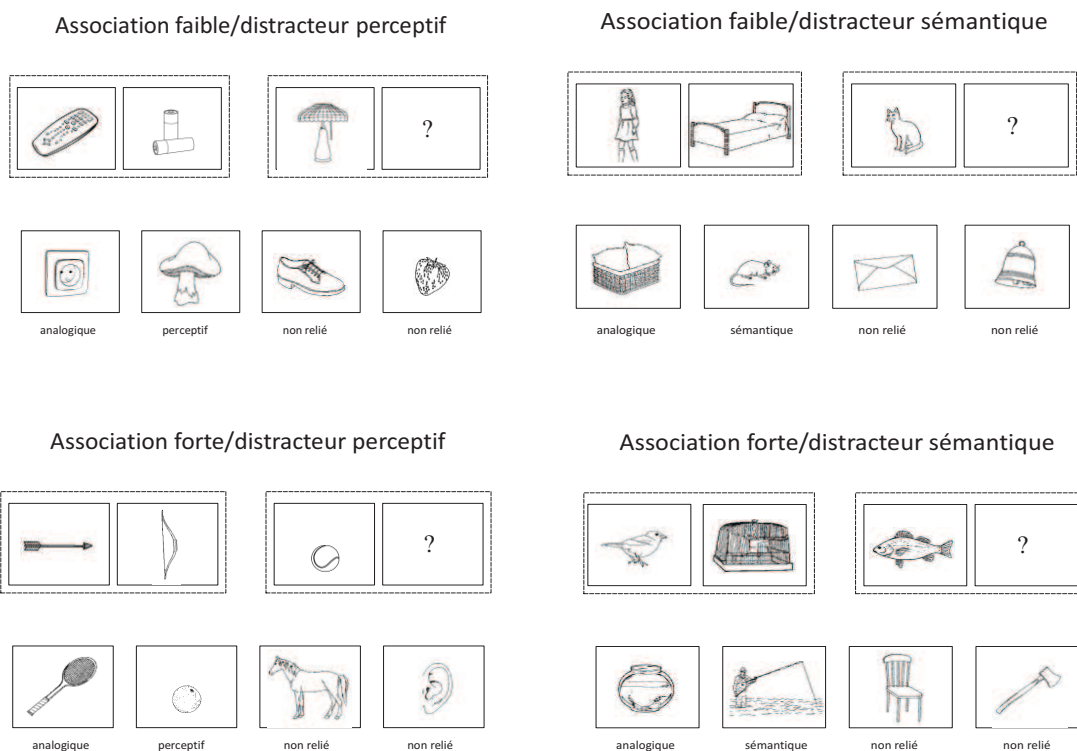 Association faible/distracteur perceptif
?
analogique perceptif non relié non relié
Association faible/distracteur sémantique
?
analogique sémantique non relié non relié
Association forte/distracteur perceptif
?
analogique perceptif non relié non relié
Association forte/distracteur sémantique
?
analogique sémantique non relié non relié